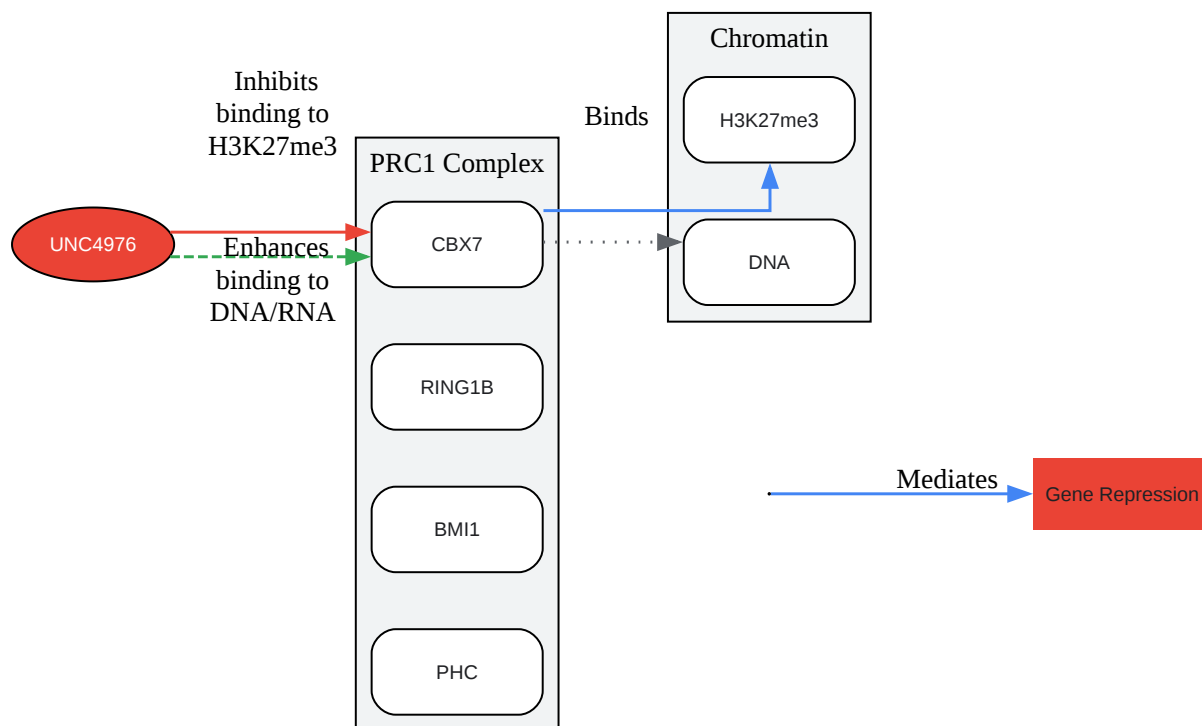 Chromatin
Inhibits
binding to
H3K27me3
Binds
H3K27me3
PRC1 Complex
UNC4976
CBX7
Enhances
binding to
DNA/RNA
DNA
RING1B
Mediates
Gene Repression
BMI1
PHC